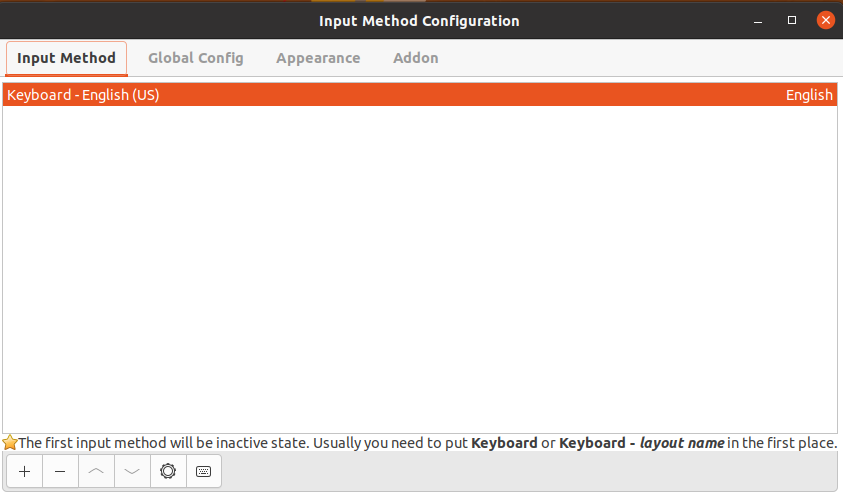 Input Method Configuration
Input Method Global Config Appearance Addon
Keyboard - English (US) English
The first input method will be inactive state. Usually you need to put Keyboard or Keyboard - layout name in the first place.